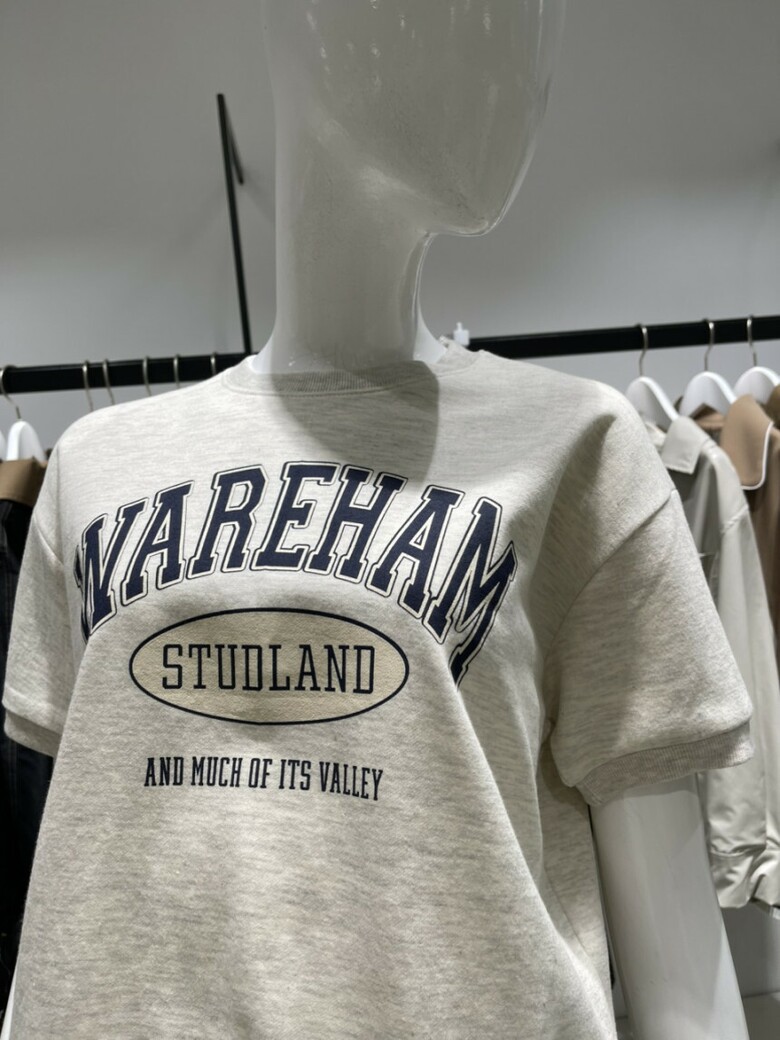 WAREHAM
STUDLAND
AND MUCH OF ITS VALLEY